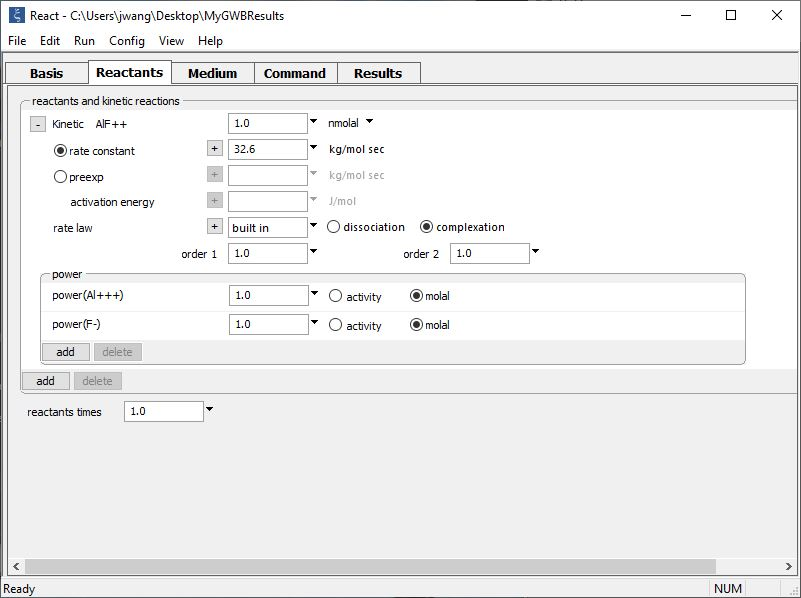 React - C:\Users\jwang\Desktop\MyGWBResults
File Edit Run Config View Help
Basis Reactants Medium Command Results
reactants and kinetic reactions
- Kinetic AlF++ 1.0 nmolal
rate constant + 32.6 kg/mol sec
preexp + kg/mol sec
activation energy + J/mol
rate law + built in dissociation complexation
order 1 1.0 order 2 1.0
power
power(Al+++) 1.0 activity molal
power(F-) 1.0 activity molal
add delete
add delete
reactants times 1.0
Ready NUM